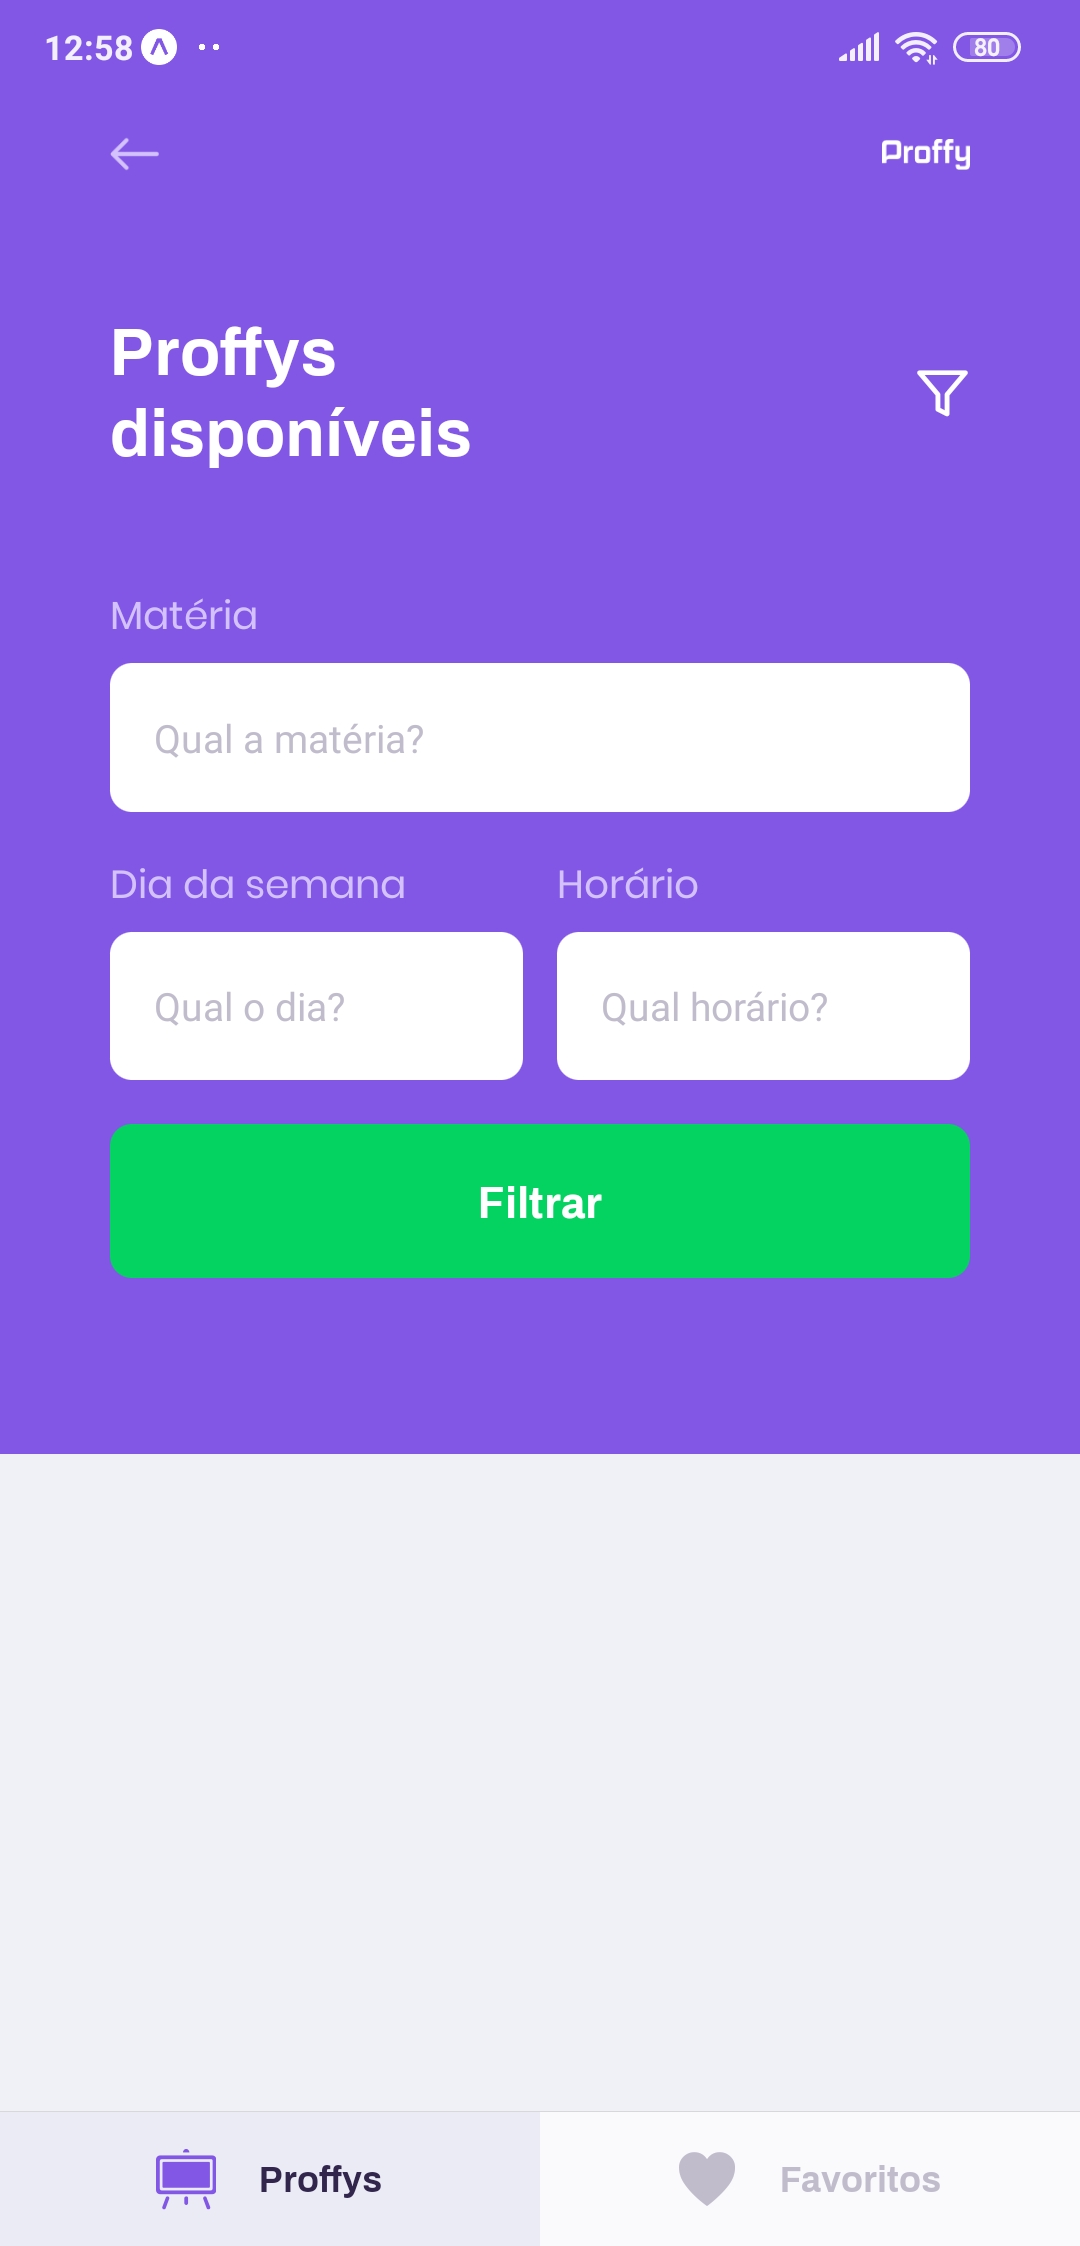 12:58
80
Proffy
Proffys
disponíveis
Matéria
Qual a matéria?
Dia da semana
Horário
Qual o dia?
Qual horário?
Filtrar
Proffys
Favoritos